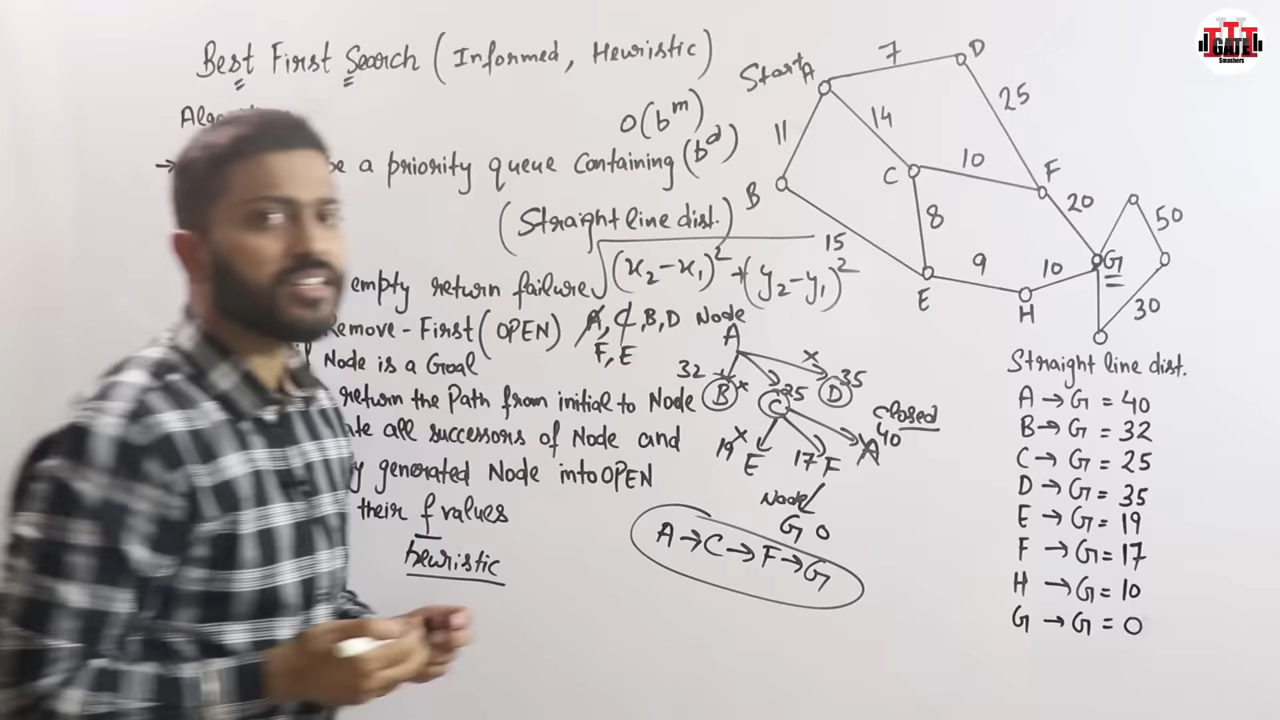 Best First Search (Informed, Heuristic)
O(b^m)
be a priority queue Containing (b^d)
(Straight line dist.)
empty return failure √(x₂-x₁)²+(y₂-y₁)²
Remove-First (OPEN) A, C, B, D Node
F, E
Node is a Goal
return the Path from initial to Node
all successors of Node and
generated Node into OPEN
their f values
heuristic
A
32 B 25 C D 35
Closed
19 E 17 F A 40
Node
G 0
A→C→F→G
Start A 7 D
11 14 25
B C 10 F
8 20 50
15 9 10 G
E H 30
Straight line dist.
A → G = 40
B → G = 32
C → G = 25
D → G = 35
E → G = 19
F → G = 17
H → G = 10
G → G = 0
GATE
Smashers